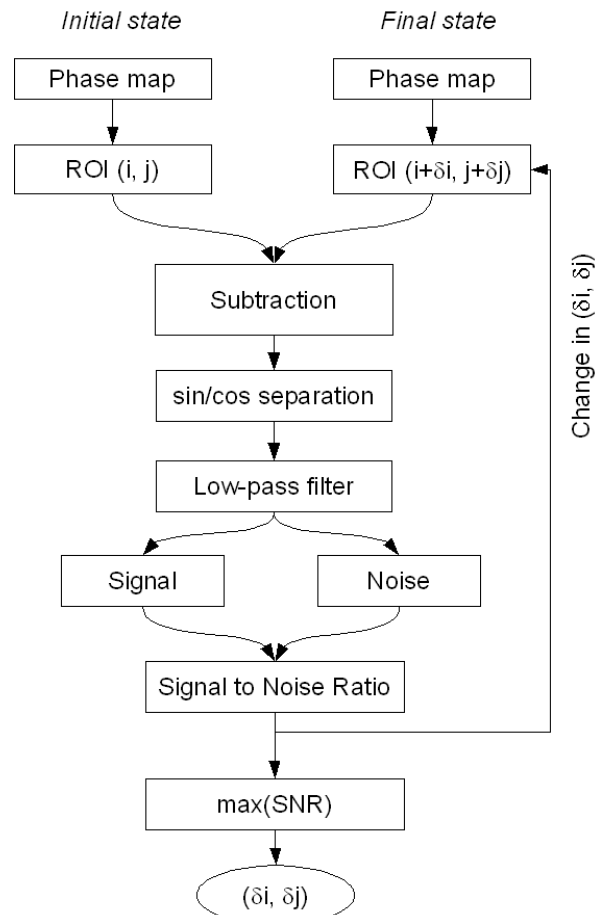 Initial state
Final state
Phase map
Phase map
ROI (i, j)
ROI (i+δi, j+δj)
Change in (δi, δj)
Subtraction
sin/cos separation
Low-pass filter
Signal
Noise
Signal to Noise Ratio
max(SNR)
(δi, δj)